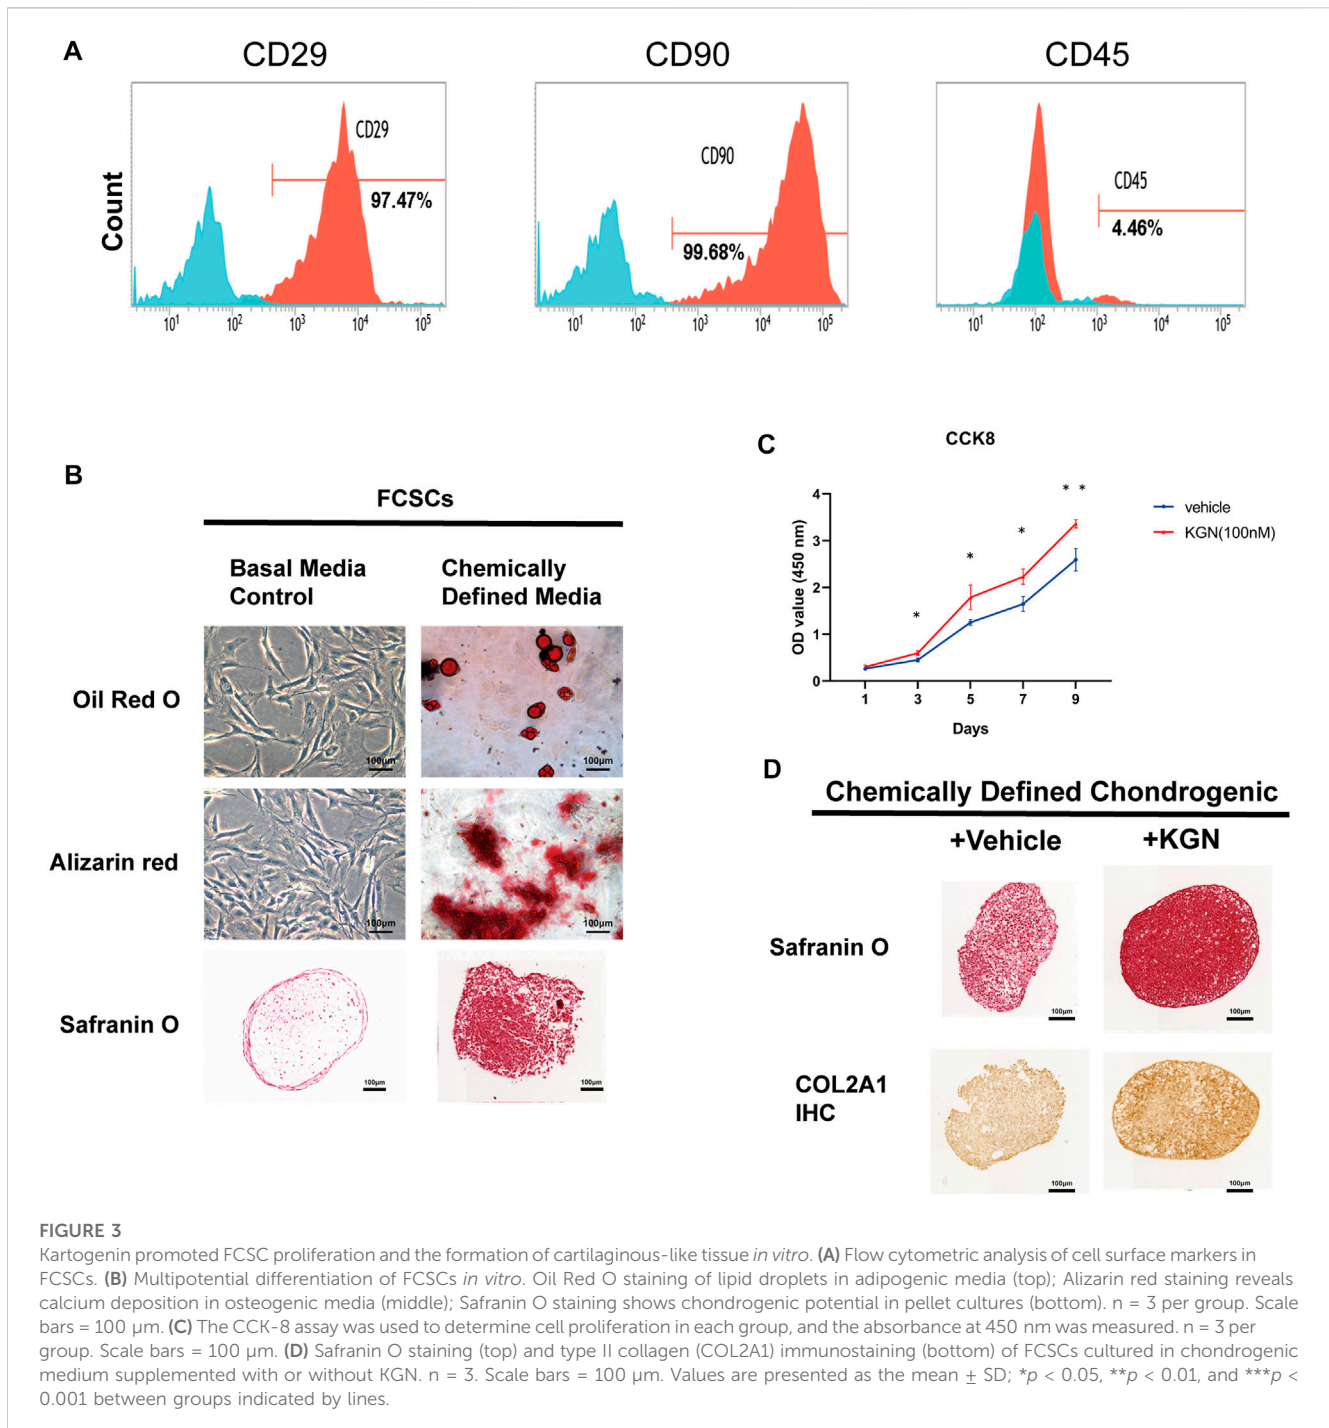 A
CD29
CD90
CD45
Count
CD29
97.47%
CD90
99.68%
CD45
4.46%
10¹ 10² 10³ 10⁴ 10⁵
10¹ 10² 10³ 10⁴ 10⁵
10¹ 10² 10³ 10⁴ 10⁵
B
FCSCs
Basal Media
Control
Chemically
Defined Media
Oil Red O
100μm
100μm
Alizarin red
100μm
100μm
Safranin O
100μm
100μm
C
CCK8
OD value (450 nm)
4
3
2
1
0
* * * * *
1 3 5 7 9
Days
vehicle
KGN(100nM)
D
Chemically Defined Chondrogenic
+Vehicle
+KGN
Safranin O
100μm
100μm
COL2A1
IHC
100μm
100μm
FIGURE 3
Kartogenin promoted FCSC proliferation and the formation of cartilaginous-like tissue in vitro. (A) Flow cytometric analysis of cell surface markers in
FCSCs. (B) Multipotential differentiation of FCSCs in vitro. Oil Red O staining of lipid droplets in adipogenic media (top); Alizarin red staining reveals
calcium deposition in osteogenic media (middle); Safranin O staining shows chondrogenic potential in pellet cultures (bottom). n = 3 per group. Scale
bars = 100 μm. (C) The CCK-8 assay was used to determine cell proliferation in each group, and the absorbance at 450 nm was measured. n = 3 per
group. Scale bars = 100 μm. (D) Safranin O staining (top) and type II collagen (COL2A1) immunostaining (bottom) of FCSCs cultured in chondrogenic
medium supplemented with or without KGN. n = 3. Scale bars = 100 μm. Values are presented as the mean ± SD; *p < 0.05, **p < 0.01, and ***p <
0.001 between groups indicated by lines.